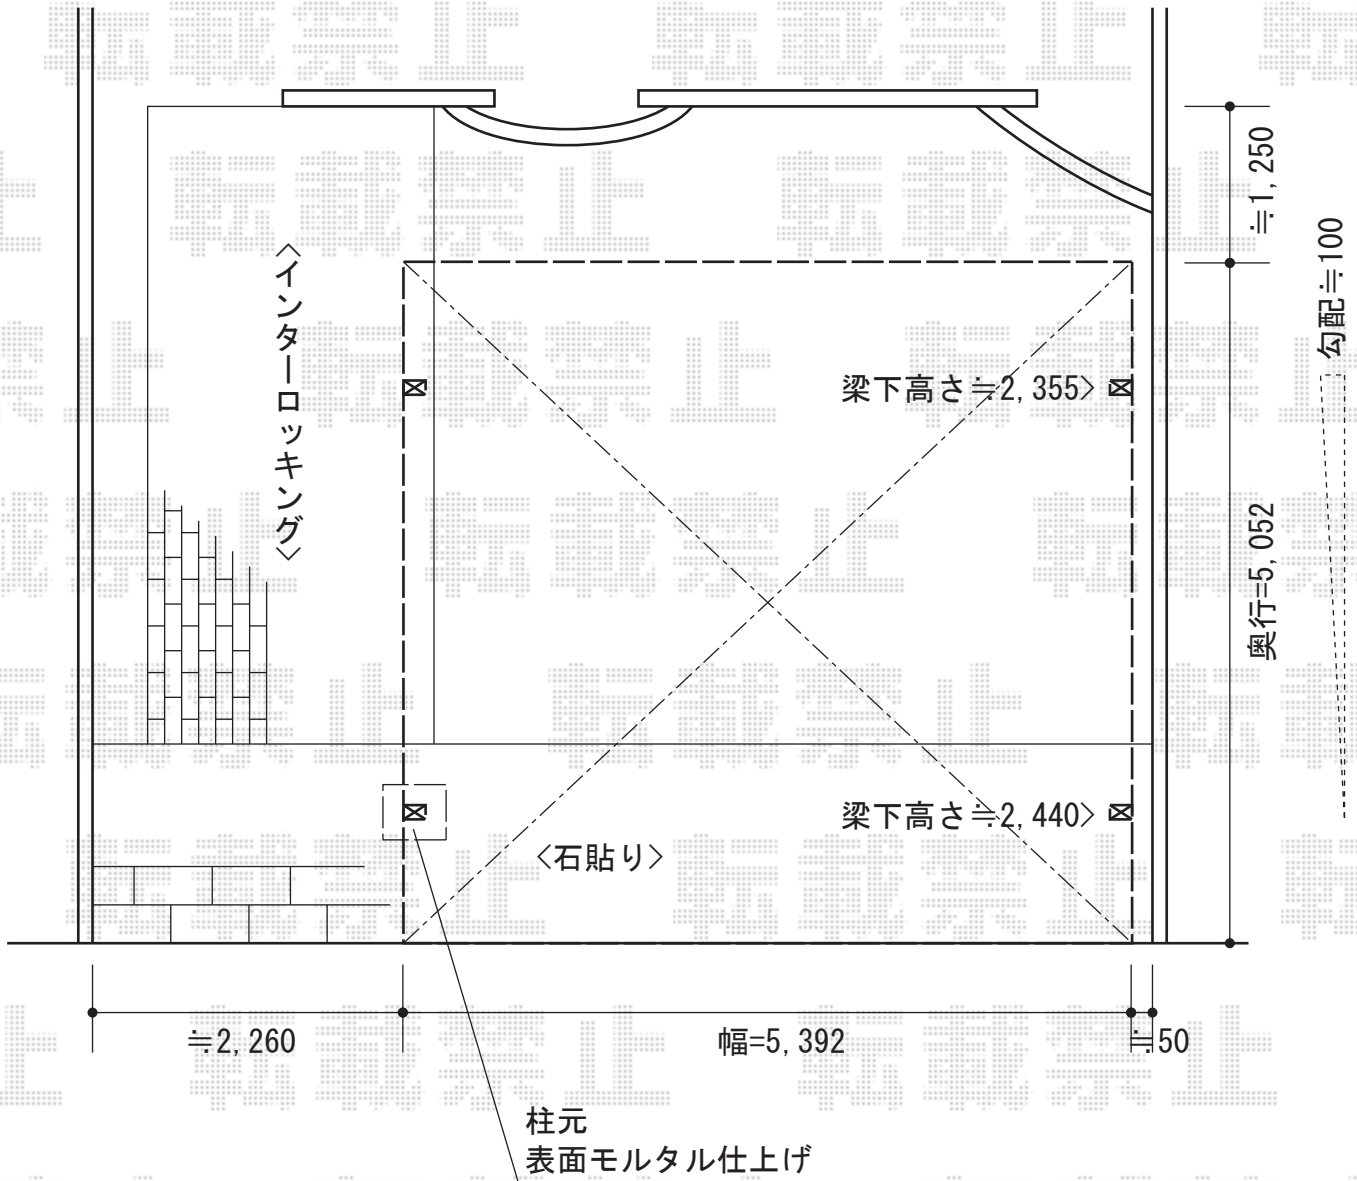 転載禁止
≒1,250
勾配≒100
〈インターロッキング〉
梁下高さ≒2,355〉
奥行=5,052
梁下高さ≒2,440〉
〈石貼り〉
≒2,260
幅=5,392
≒50
柱元
表面モルタル仕上げ